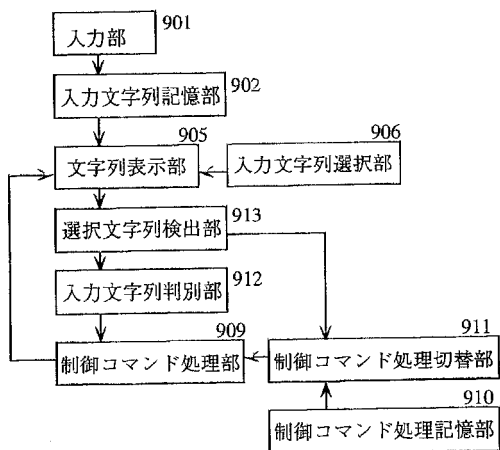 901
入力部
902
入力文字列記憶部
905
文字列表示部
906
入力文字列選択部
913
選択文字列検出部
912
入力文字列判別部
909
制御コマンド処理部
911
制御コマンド処理切替部
910
制御コマンド処理記憶部